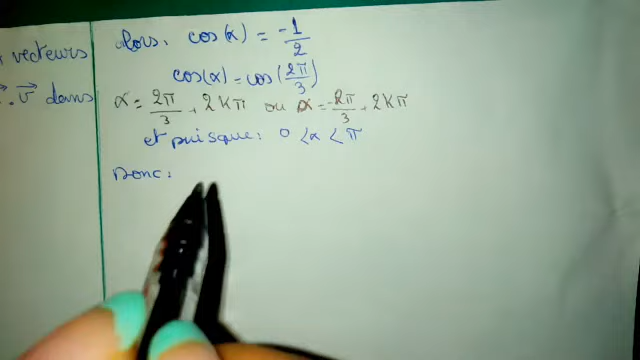 Alors, cos(α) = -1/2
x vecteurs
cos(α) = cos(2π/3)
. v⃗ dans
α = 2π/3 + 2Kπ ou α = -2π/3 + 2Kπ
et puisque : 0 < α < π
Donc :